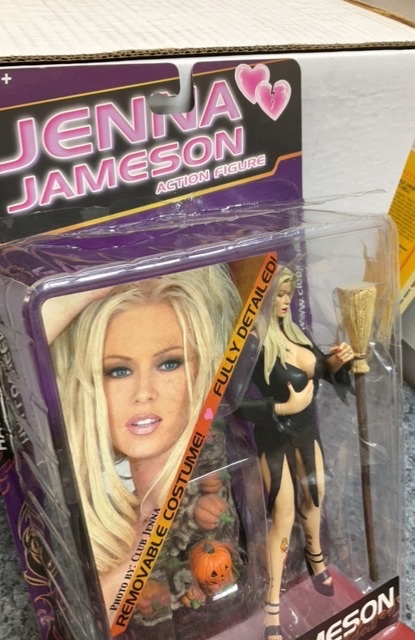 +
JENNA
JAMESON
ACTION FIGURE
FULLY DETAILED!
REMOVABLE COSTUME!
PHOTO BY: CLUB JENNA
MESON